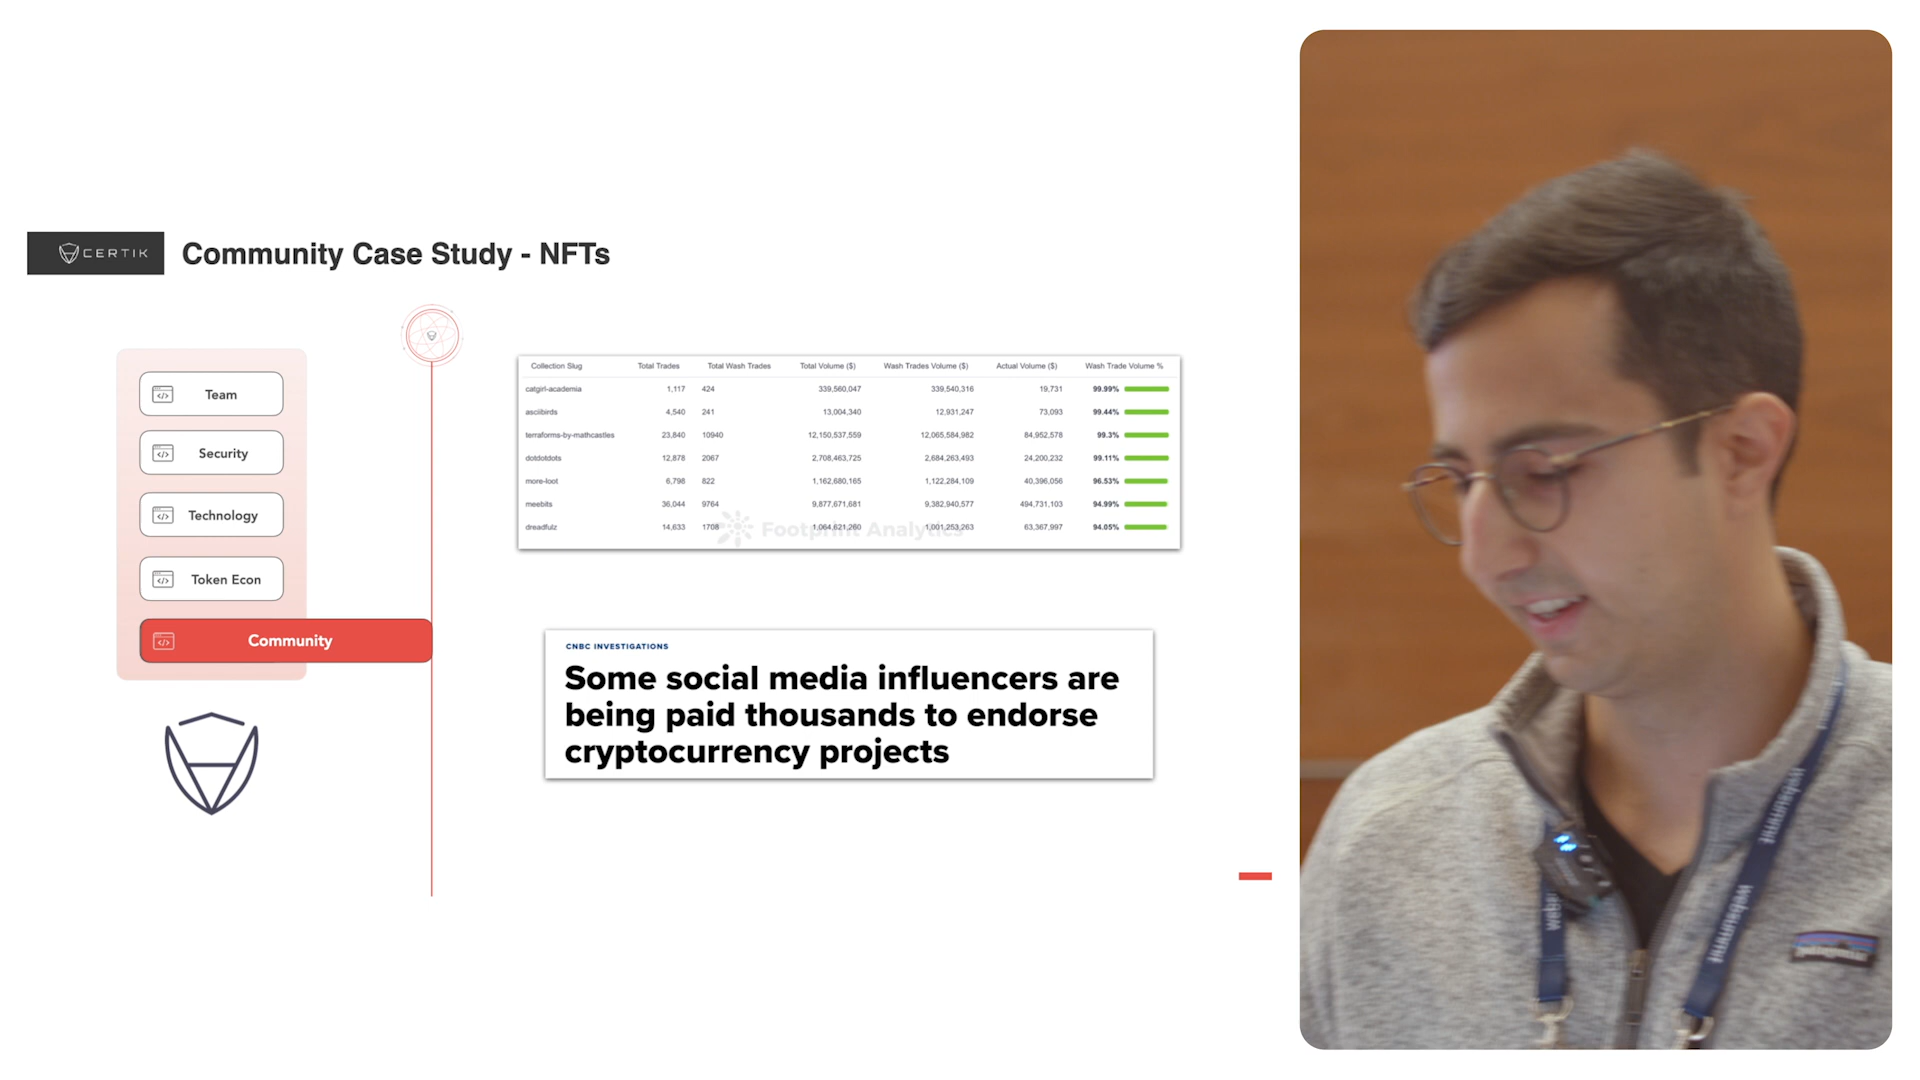 CERTIK
Community Case Study - NFTs
Team
Security
Technology
Token Econ
Community
Collection Slug Total Trades Total Wash Trades Total Volume ($) Wash Trades Volume ($) Actual Volume ($) Wash Trade Volume %
catgirl-academia 1,117 424 339,560,047 339,540,316 19,731 99.99%
asciibirds 4,540 241 13,004,340 12,931,247 73,093 99.44%
terraforms-by-mathcastles 23,840 10940 12,150,537,559 12,065,584,982 84,952,578 99.3%
dotdotdots 12,878 2067 2,708,463,725 2,684,263,493 24,200,232 99.11%
more-loot 6,798 822 1,162,680,165 1,122,284,109 40,396,056 96.53%
meebits 36,044 9764 9,877,671,681 9,382,940,577 494,731,103 94.99%
dreadfulz 14,633 1708 1,064,621,260 1,001,253,263 63,367,997 94.05%
Footprint Analytics
CNBC INVESTIGATIONS
Some social media influencers are
being paid thousands to endorse
cryptocurrency projects
websummit
websummit